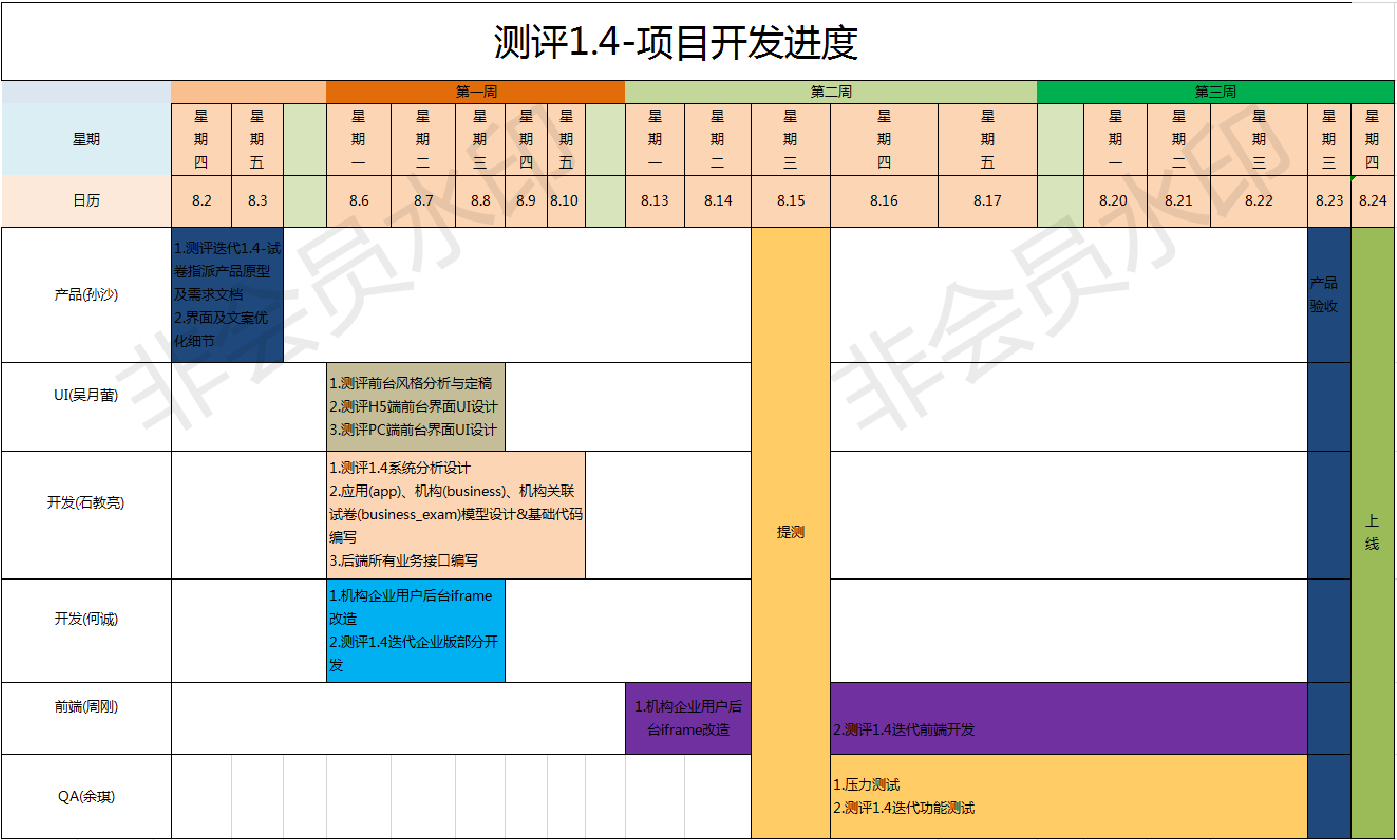 测评1.4-项目开发进度
第一周 第二周 第三周
星期 星期四 星期五 星期一 星期二 星期三 星期四 星期五 星期一 星期二 星期三 星期四 星期五 星期一 星期二 星期三 星期三 星期四
日历 8.2 8.3 8.6 8.7 8.8 8.9 8.10 8.13 8.14 8.15 8.16 8.17 8.20 8.21 8.22 8.23 8.24
产品(孙沙)
1.测评迭代1.4-试
卷指派产品原型
及需求文档
2.界面及文案优
化细节
产品
验收
UI(吴月蕾)
1.测评前台风格分析与定稿
2.测评H5端前台界面UI设计
3.测评PC端前台界面UI设计
开发(石教亮)
1.测评1.4系统分析设计
2.应用(app)、机构(business)、机构关联
试卷(business_exam)模型设计&基础代码
编写
3.后端所有业务接口编写
提测
上
线
开发(何诚)
1.机构企业用户后台iframe
改造
2.测评1.4迭代企业版部分开
发
前端(周刚)
1.机构企业用户后
台iframe改造
2.测评1.4迭代前端开发
QA(余琪)
1.压力测试
2.测评1.4迭代功能测试
非会员水印
非会员水印